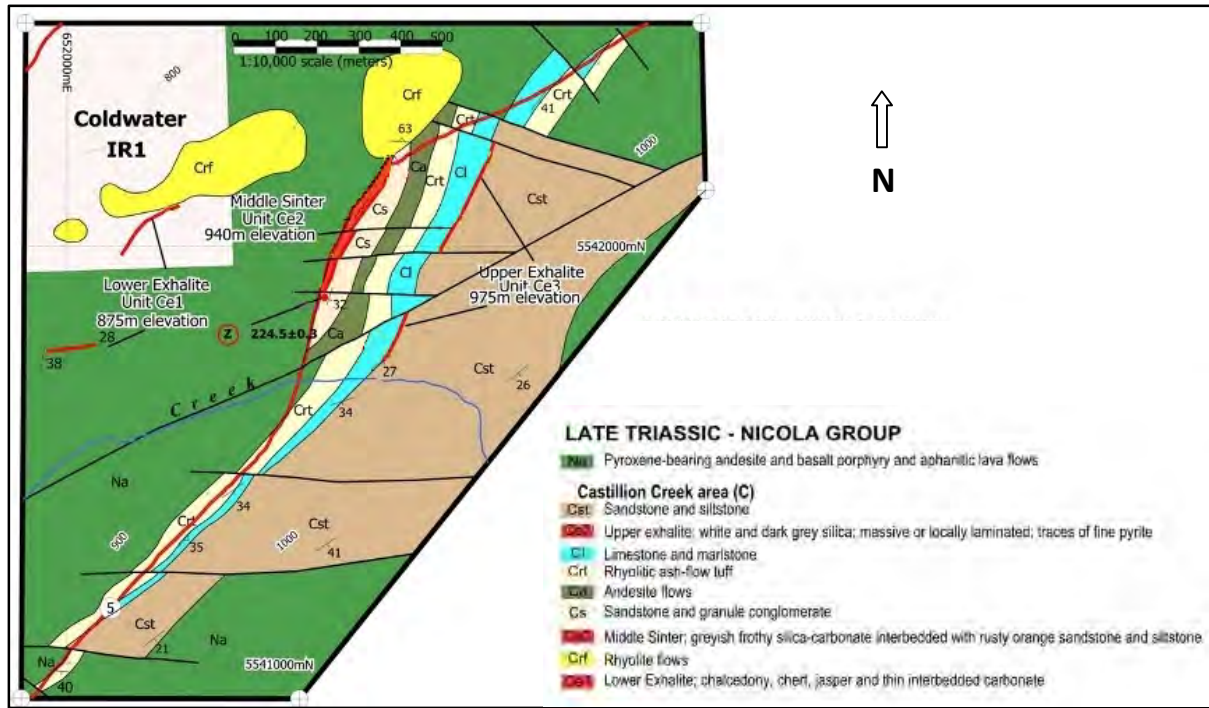 0 100 200 300 400 500
1:10,000 scale (meters)
652000mE
800
Coldwater
IR1
Crf
Crf
63
Crt
41
Crt
1000
N
Ca
Crt
Cl
Cst
Middle Sinter
Unit Ce2
940m elevation
Cs
Cs
5542000mN
Cl
Lower Exhalite
Unit Ce1
875m elevation
Upper Exhalite
Unit Ce3
975m elevation
32
28
38
Z 224.5±0.3
Ca
Cst
27
26
Creek
Crt
34
Na
34
900
Crt
35
1000
Cst
41
5
Cst
21
Na
Na
40
5541000mN
LATE TRIASSIC - NICOLA GROUP
Na Pyroxene-bearing andesite and basalt porphyry and aphanitic lava flows
Castillion Creek area (C)
Cst Sandstone and siltstone
Upper exhalite: white and dark grey silica; massive or locally laminated; traces of fine pyrite
Cl Limestone and marlstone
Crt Rhyolitic ash-flow tuff
Ca Andesite flows
Cs Sandstone and granule conglomerate
Middle Sinter; greyish frothy silica-carbonate interbedded with rusty orange sandstone and siltstone
Crf Rhyolite flows
Ce1 Lower Exhalite; chalcedony, chert, jasper and thin interbedded carbonate